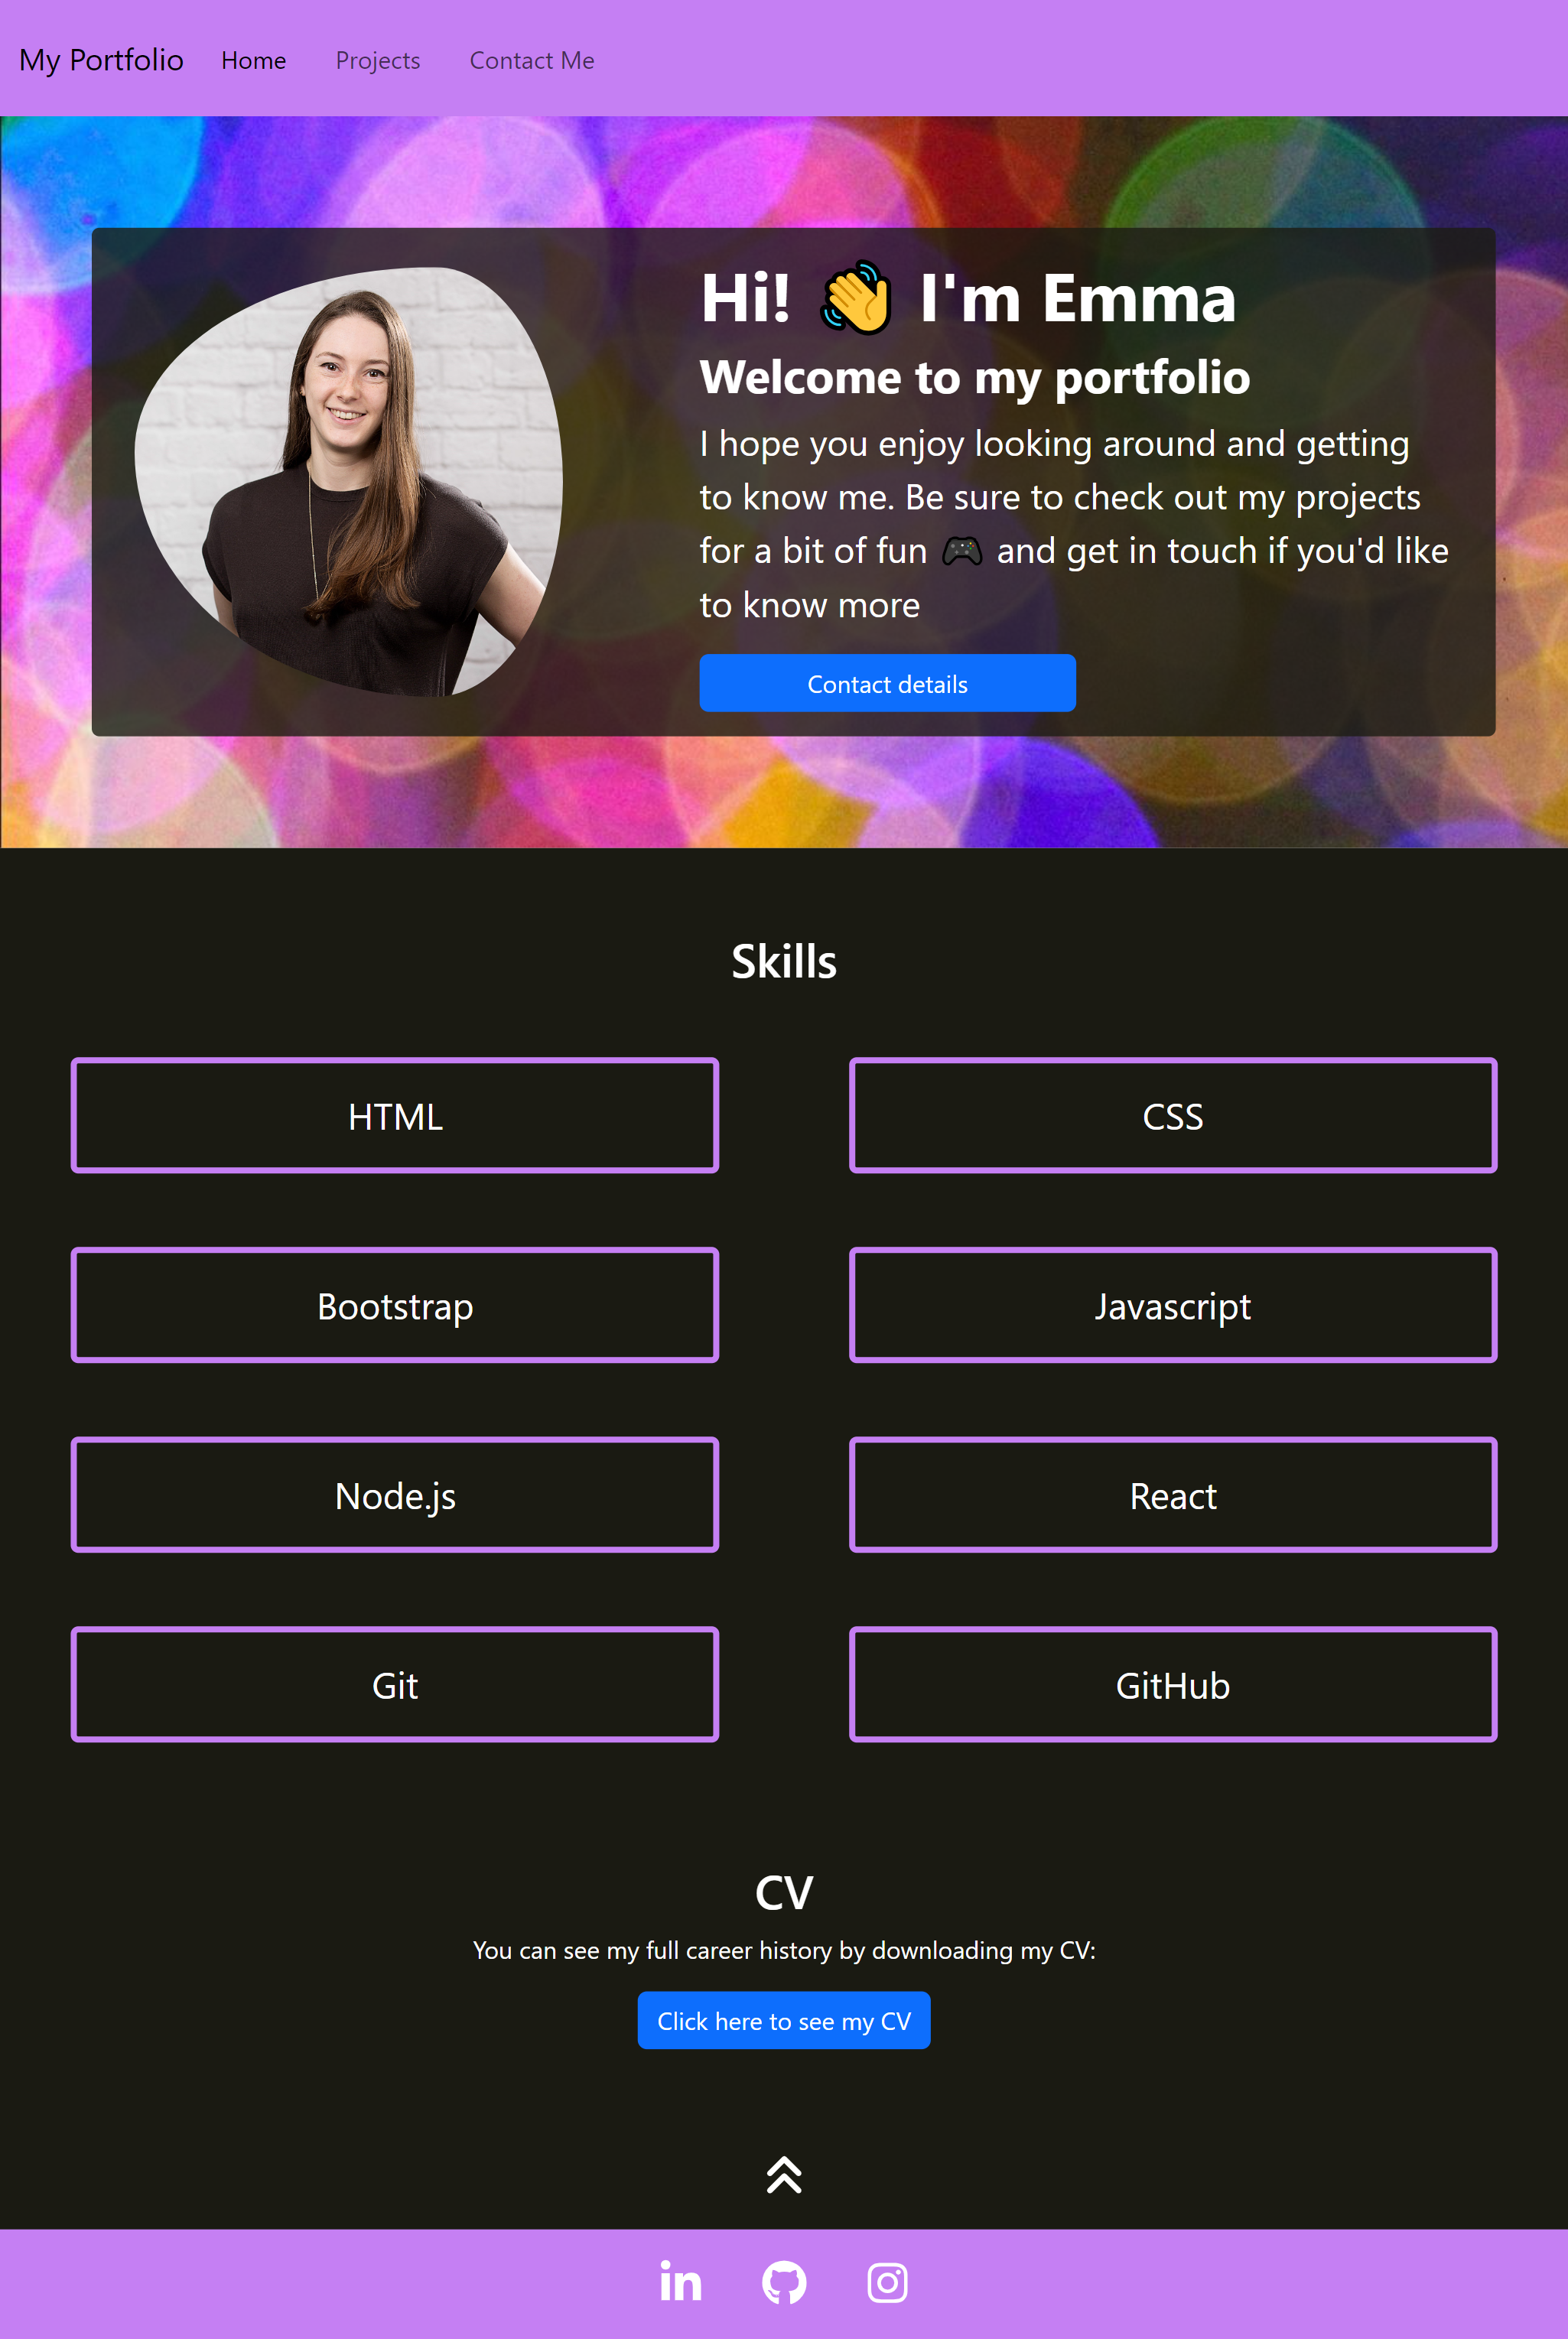 My Portfolio Home Projects Contact Me
Hi! 👋 I'm Emma
Welcome to my portfolio
I hope you enjoy looking around and getting
to know me. Be sure to check out my projects
for a bit of fun 🎮 and get in touch if you'd like
to know more
Contact details
Skills
HTML
CSS
Bootstrap
Javascript
Node.js
React
Git
GitHub
CV
You can see my full career history by downloading my CV:
Click here to see my CV
in